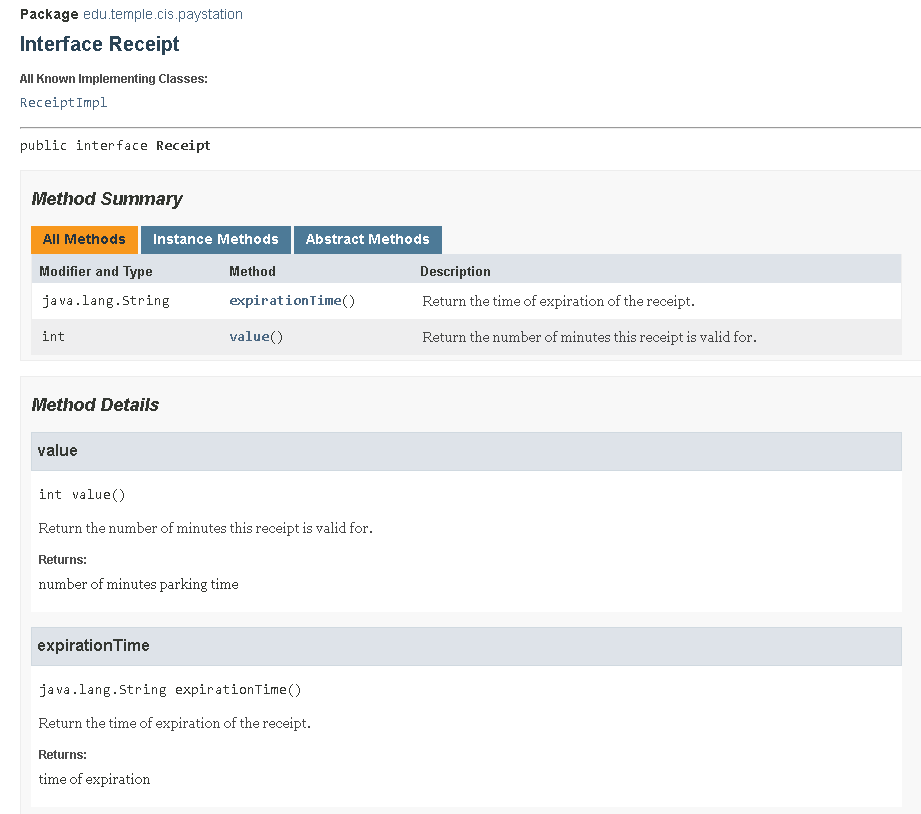 Package edu.temple.cis.paystation
Interface Receipt
All Known Implementing Classes:
ReceiptImpl
public interface Receipt
Method Summary
All Methods Instance Methods Abstract Methods
Modifier and Type Method Description
java.lang.String expirationTime() Return the time of expiration of the receipt.
int value() Return the number of minutes this receipt is valid for.
Method Details
value
int value()
Return the number of minutes this receipt is valid for.
Returns:
number of minutes parking time
expirationTime
java.lang.String expirationTime()
Return the time of expiration of the receipt.
Returns:
time of expiration